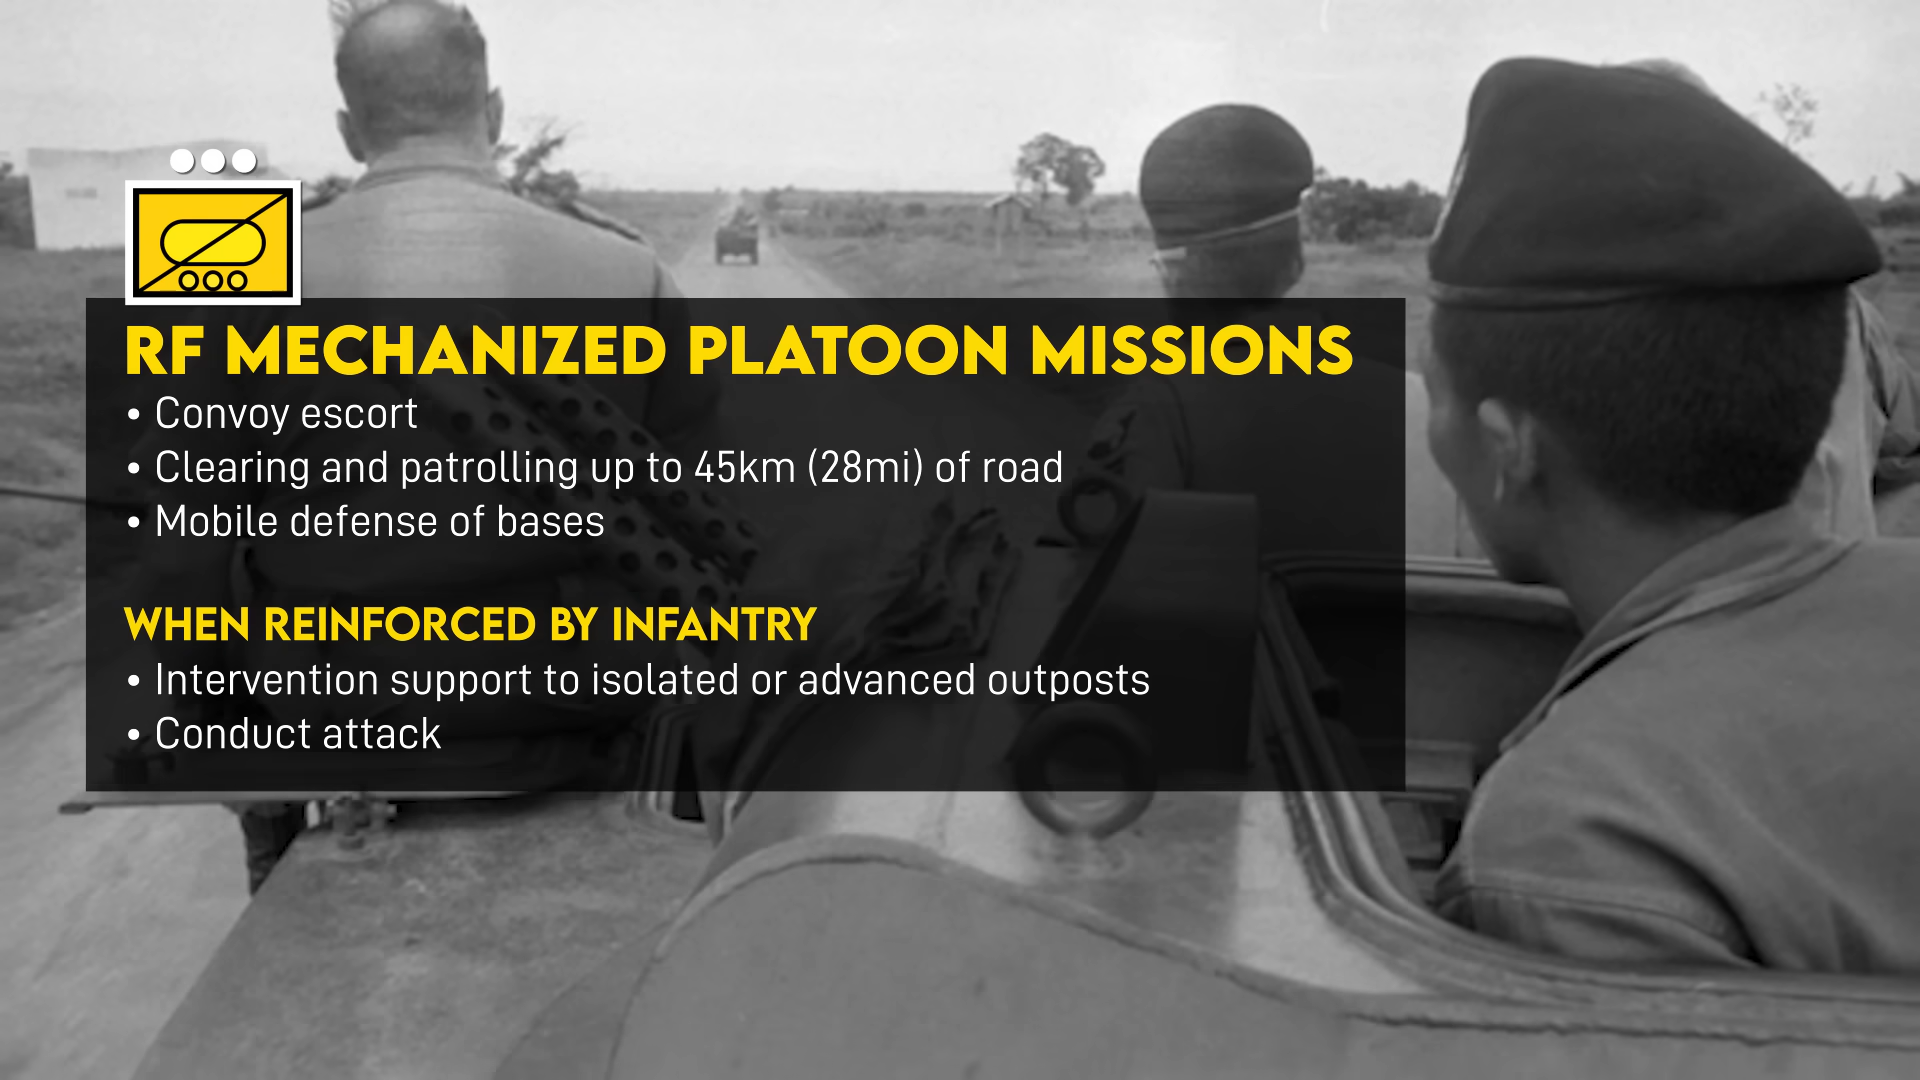 RF MECHANIZED PLATOON MISSIONS
• Convoy escort
• Clearing and patrolling up to 45km (28mi) of road
• Mobile defense of bases
WHEN REINFORCED BY INFANTRY
• Intervention support to isolated or advanced outposts
• Conduct attack